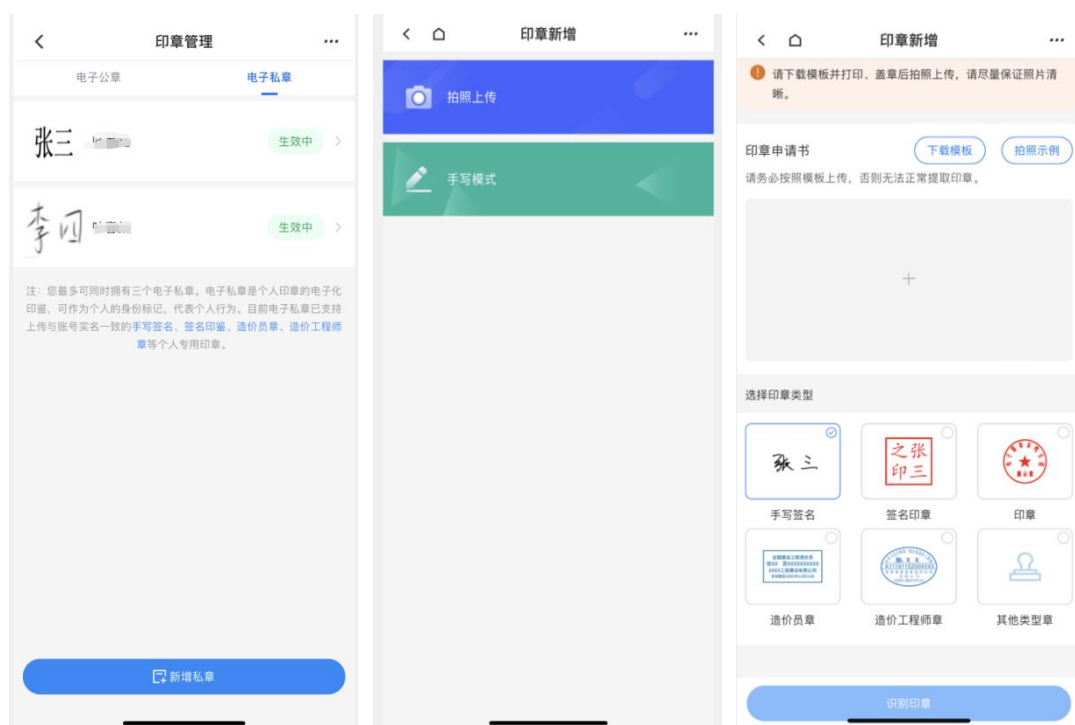 印章管理
电子公章
电子私章
张三
生效中
李四
生效中
注：您最多可同时拥有三个电子私章。电子私章是个人印章的电子化
印鉴，可作为个人的身份标记，代表个人行为。目前电子私章已支持
上传与账号实名一致的手写签名、签名印鉴、造价员章、造价工程师
章等个人专用印章。
新增私章
印章新增
拍照上传
手写模式
印章新增
请下载模板并打印、盖章后拍照上传，请尽量保证照片清
晰。
印章申请书
下载模板
拍照示例
请务必按照模板上传，否则无法正常提取印章。
选择印章类型
张三
之张
印三
手写签名
签名印章
印章
造价员章
造价工程师章
其他类型章
识别印章